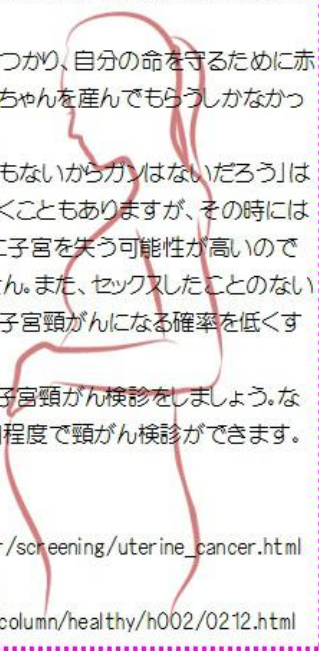 つかり、自分の命を守るために赤
ちゃんを産んでもらうしかなかっ
もないからガンはないだろう」は
くこともありますが、その時には
に子宮を失う可能性が高いので
ん。また、セックスしたことのない
子宮頸がんになる確率を低くす
子宮頸がん検診をしましょう。な
程度で頸がん検診ができます。
r/screening/uterine_cancer.html
column/healthy/h002/0212.html